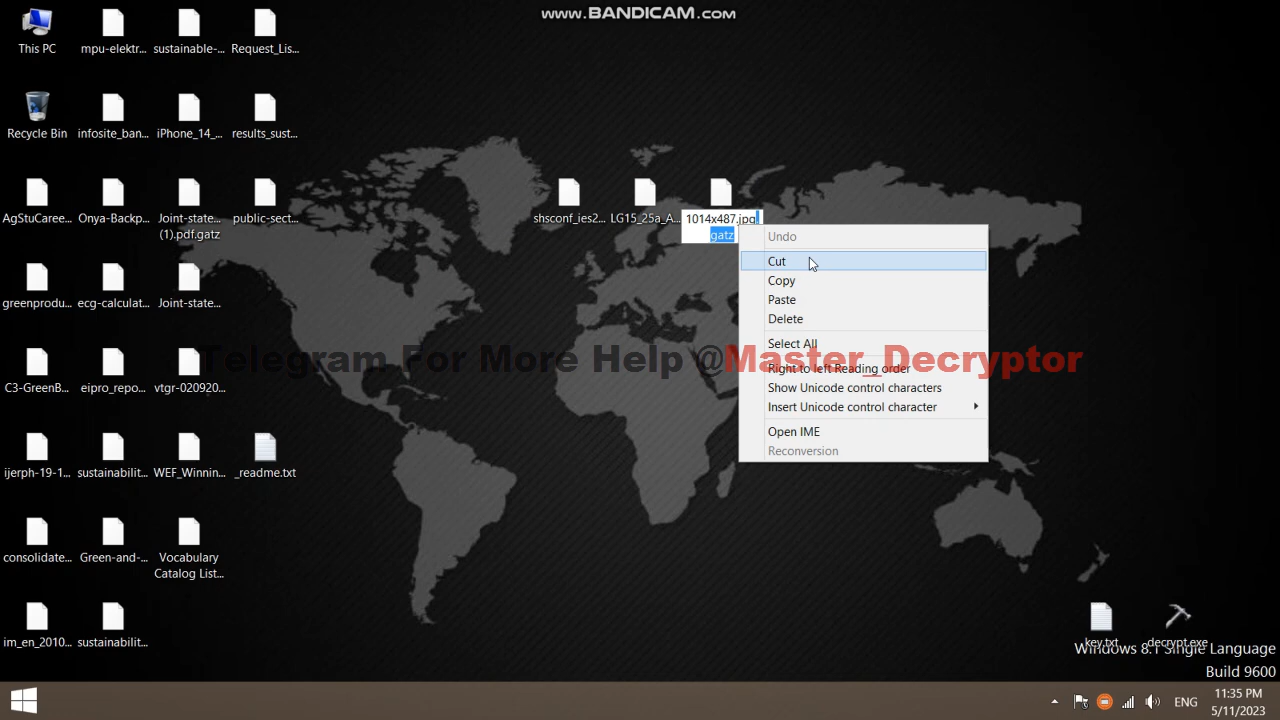 www.BANDICAM.com
This PC
mpu-elektr...
sustainable-...
Request_Lis...
Recycle Bin
infosite_ban...
iPhone_14_...
results_sust...
AgStuCaree...
Onya-Backp...
Joint-state...
(1).pdf.gatz
public-sect...
shsconf_ies2...
LG15_25a_A...
1014x487.jpg.
gatz
Undo
Cut
Copy
Paste
Delete
Select All
Right to left Reading order
Show Unicode control characters
Insert Unicode control character
Open IME
Reconversion
greenprodu...
ecg-calculat...
Joint-state...
Telegram For More Help @Master_Decryptor
C3-GreenB...
eipro_repo...
vtgr-020920...
ijerph-19-1...
sustainabilit...
WEF_Winnin...
_readme.txt
consolidate...
Green-and-...
Vocabulary
Catalog List...
im_en_2010...
sustainabilit...
key.txt
decrypt.exe
Windows 8.1 Single Language
Build 9600
ENG
11:35 PM
5/11/2023